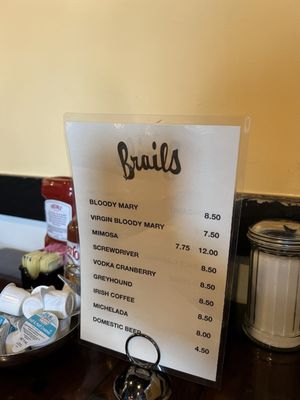 Brails
BLOODY MARY 8.50
VIRGIN BLOODY MARY 7.50
MIMOSA 7.75 12.00
SCREWDRIVER 8.50
VODKA CRANBERRY 8.50
GREYHOUND 8.50
IRISH COFFEE 8.50
MICHELADA 8.00
DOMESTIC BEER 4.50